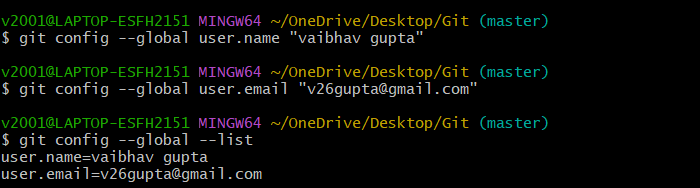 v2001@LAPTOP-ESFH2151 MINGW64 ~/OneDrive/Desktop/Git (master)
$ git config --global user.name "vaibhav gupta"
v2001@LAPTOP-ESFH2151 MINGW64 ~/OneDrive/Desktop/Git (master)
$ git config --global user.email "v26gupta@gmail.com"
v2001@LAPTOP-ESFH2151 MINGW64 ~/OneDrive/Desktop/Git (master)
$ git config --global --list
user.name=vaibhav gupta
user.email=v26gupta@gmail.com